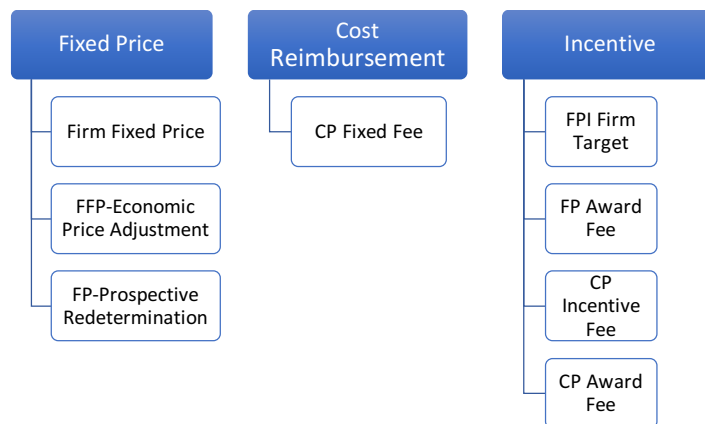 Fixed Price
Firm Fixed Price
FFP-Economic
Price Adjustment
FP-Prospective
Redetermination
Cost
Reimbursement
CP Fixed Fee
Incentive
FPI Firm
Target
FP Award
Fee
CP
Incentive
Fee
CP Award
Fee